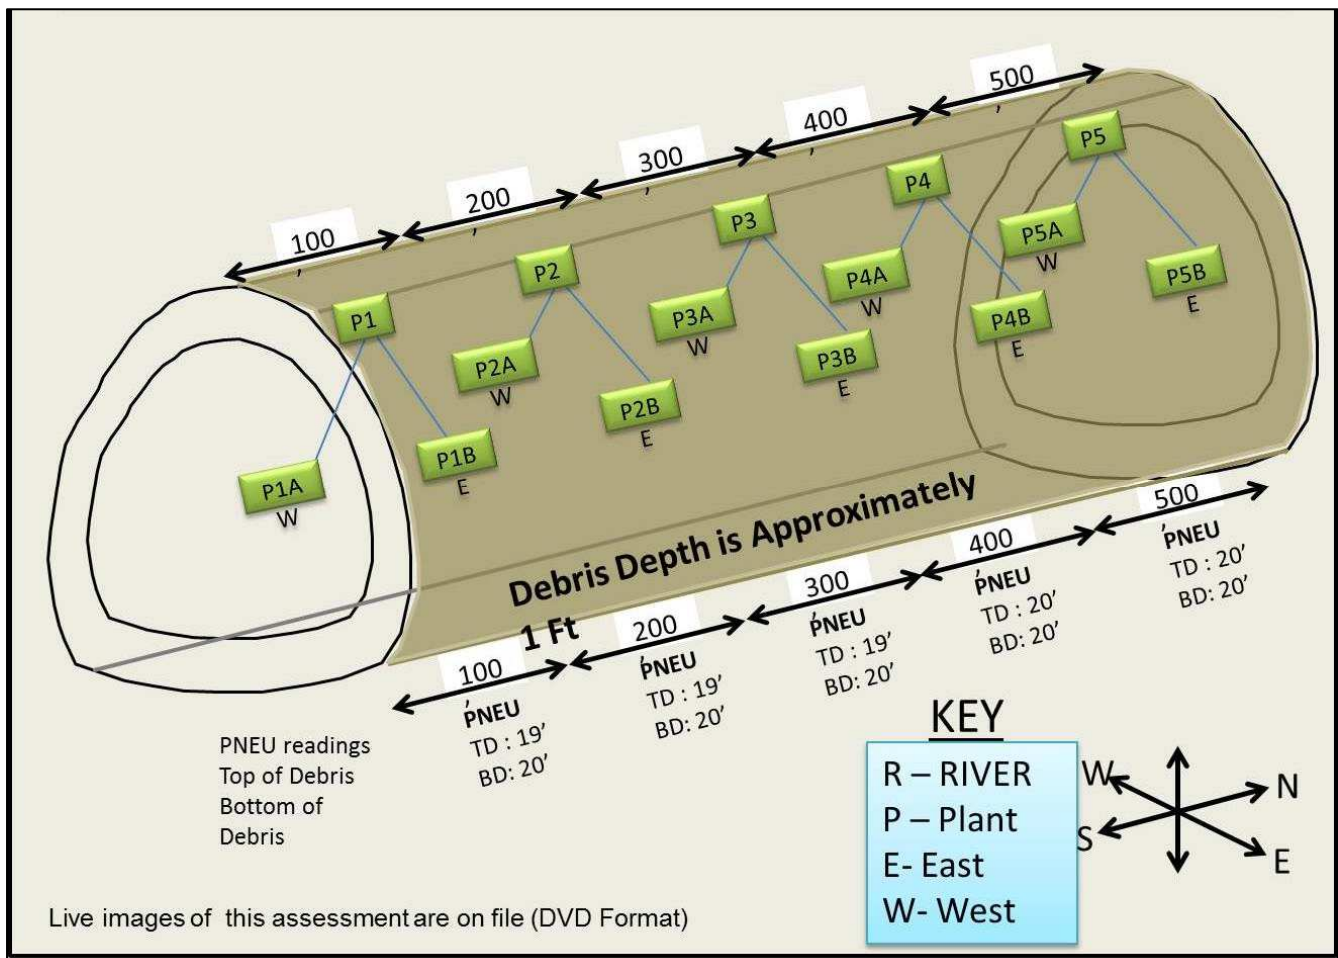 500
,
400
,
300
,
200
,
100
,
P5
P4
P3
P2
P1
P5A
W
P5B
E
P4A
W
P4B
E
P3A
W
P3B
E
P2A
W
P2B
E
P1A
W
P1B
E
Debris Depth is Approximately
1 Ft
100
,
PNEU
TD : 19’
BD: 20’
200
,
PNEU
TD : 19’
BD: 20’
300
,
PNEU
TD : 19’
BD: 20’
400
,
PNEU
TD : 20’
BD: 20’
500
,
PNEU
TD : 20’
BD: 20’
PNEU readings
Top of Debris
Bottom of
Debris
KEY
R – RIVER
P – Plant
E- East
W- West
W
N
S
E
Live images of this assessment are on file (DVD Format)